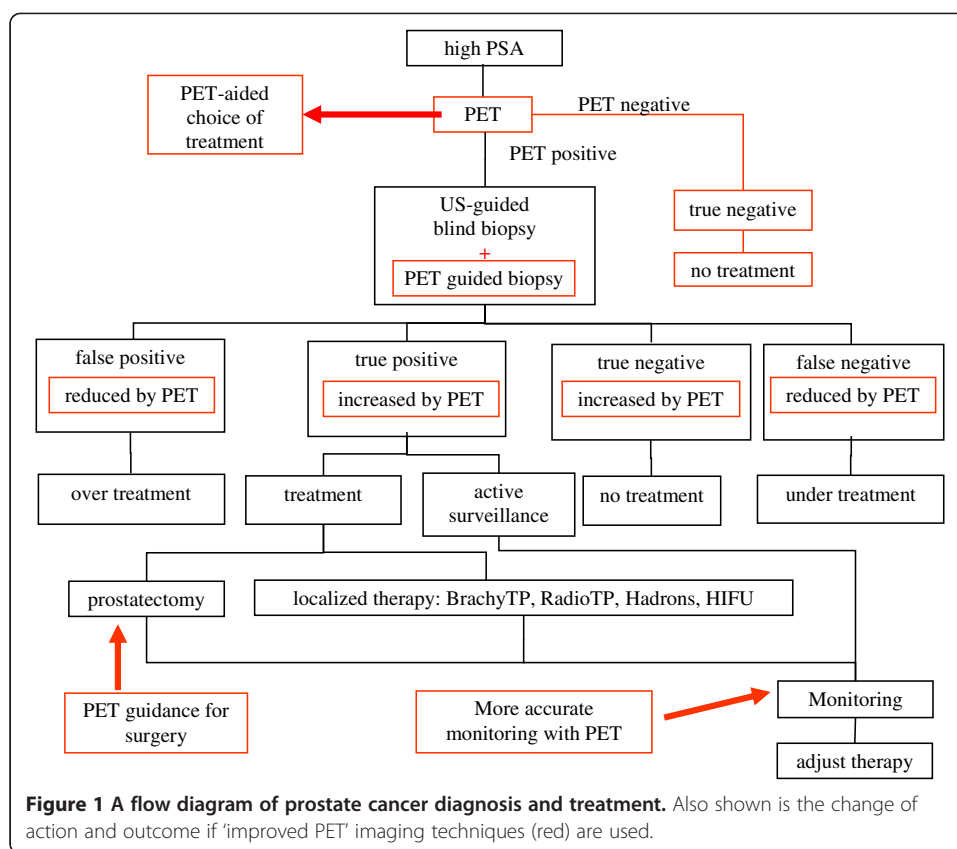 high PSA
PET-aided
choice of
treatment
PET
PET negative
PET positive
US-guided
blind biopsy
+
PET guided biopsy
true negative
no treatment
false positive
reduced by PET
true positive
increased by PET
true negative
increased by PET
false negative
reduced by PET
over treatment
treatment
active
surveillance
no treatment
under treatment
prostatectomy
localized therapy: BrachyTP, RadioTP, Hadrons, HIFU
PET guidance for
surgery
More accurate
monitoring with PET
Monitoring
adjust therapy
Figure 1 A flow diagram of prostate cancer diagnosis and treatment. Also shown is the change of
action and outcome if ‘improved PET’ imaging techniques (red) are used.